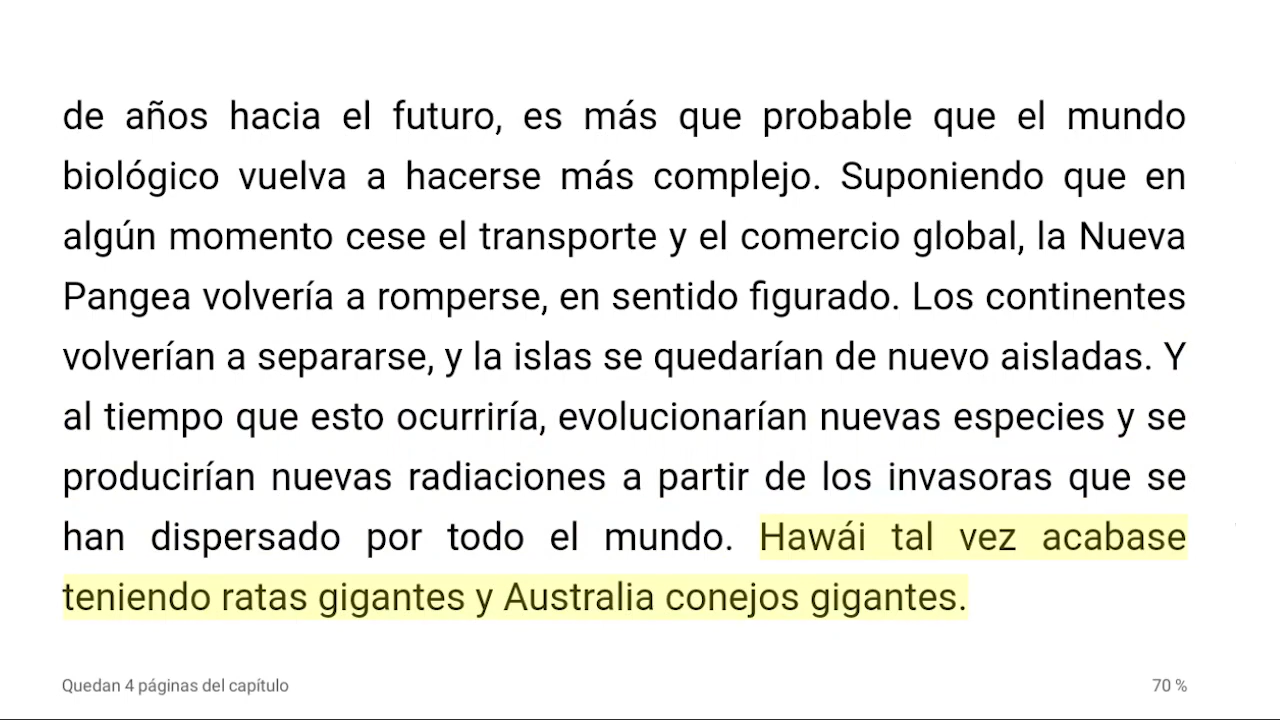 de años hacia el futuro, es más que probable que el mundo
biológico vuelva a hacerse más complejo. Suponiendo que en
algún momento cese el transporte y el comercio global, la Nueva
Pangea volvería a romperse, en sentido figurado. Los continentes
volverían a separarse, y la islas se quedarían de nuevo aisladas. Y
al tiempo que esto ocurriría, evolucionarían nuevas especies y se
producirían nuevas radiaciones a partir de los invasoras que se
han dispersado por todo el mundo. Hawái tal vez acabase
teniendo ratas gigantes y Australia conejos gigantes.
Quedan 4 páginas del capítulo
70 %